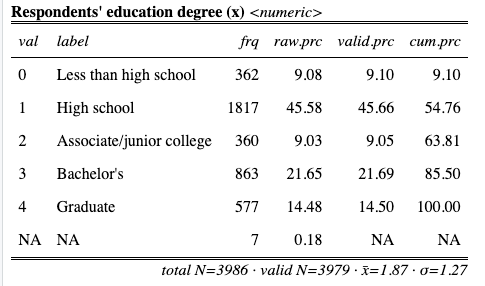 Respondents' education degree (x) <numeric>
val label frq raw.prc valid.prc cum.prc
0 Less than high school 362 9.08 9.10 9.10
1 High school 1817 45.58 45.66 54.76
2 Associate/junior college 360 9.03 9.05 63.81
3 Bachelor's 863 21.65 21.69 85.50
4 Graduate 577 14.48 14.50 100.00
NA NA 7 0.18 NA NA
total N=3986 · valid N=3979 · x̄=1.87 · σ=1.27